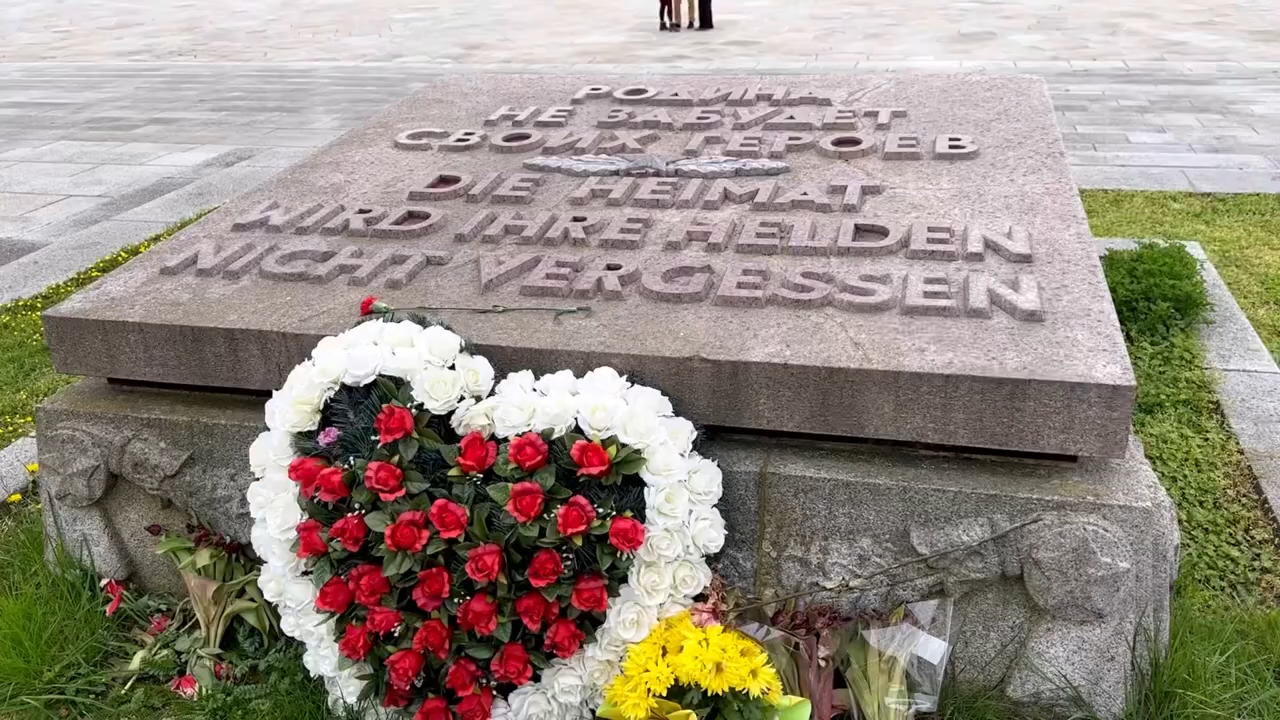 РОДИНА
НЕ ЗАБУДЕТ
СВОИХ ГЕРОЕВ
DIE HEIMAT
WIRD IHRE HELDEN
NICHT VERGESSEN